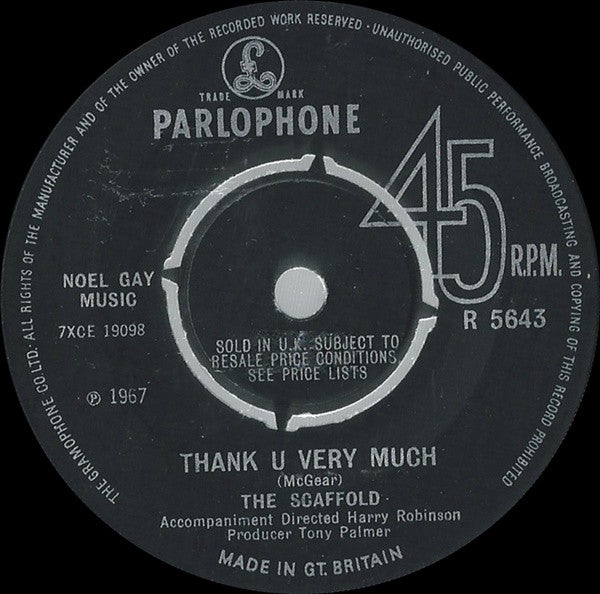 THE GRAMOPHONE CO. LTD. ALL RIGHTS OF THE MANUFACTURER AND OF THE OWNER OF THE RECORDED WORK RESERVED · UNAUTHORISED PUBLIC PERFORMANCE BROADCASTING AND COPYING OF THIS RECORD PROHIBITED
£
TRADE MARK
PARLOPHONE
45
R.P.M.
NOEL GAY
MUSIC
R 5643
7XCE 19098
SOLD IN U.K. SUBJECT TO
RESALE PRICE CONDITIONS
SEE PRICE LISTS
℗ 1967
THANK U VERY MUCH
(McGear)
THE SCAFFOLD
Accompaniment Directed Harry Robinson
Producer Tony Palmer
MADE IN GT. BRITAIN